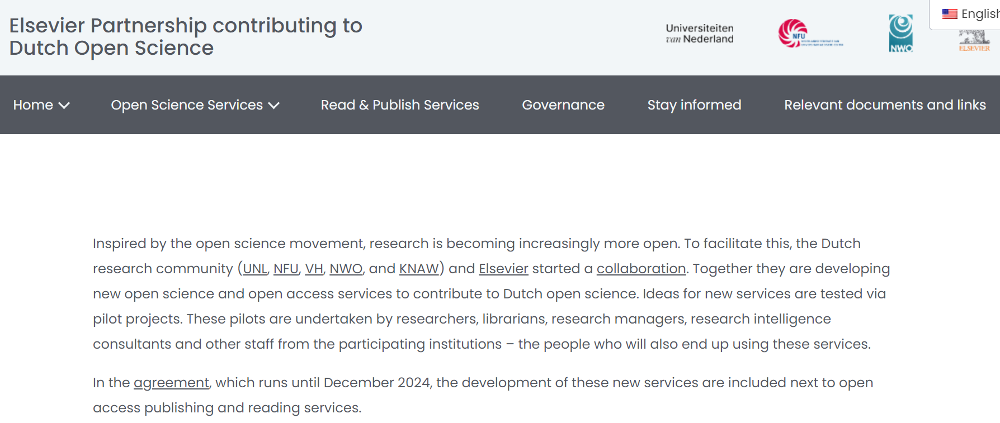 Elsevier Partnership contributing to
Dutch Open Science
Universiteiten
van Nederland
NFU
NWO
ELSEVIER
English
Home
Open Science Services
Read & Publish Services
Governance
Stay informed
Relevant documents and links
Inspired by the open science movement, research is becoming increasingly more open. To facilitate this, the Dutch
research community (UNL, NFU, VH, NWO, and KNAW) and Elsevier started a collaboration. Together they are developing
new open science and open access services to contribute to Dutch open science. Ideas for new services are tested via
pilot projects. These pilots are undertaken by researchers, librarians, research managers, research intelligence
consultants and other staff from the participating institutions – the people who will also end up using these services.
In the agreement, which runs until December 2024, the development of these new services are included next to open
access publishing and reading services.